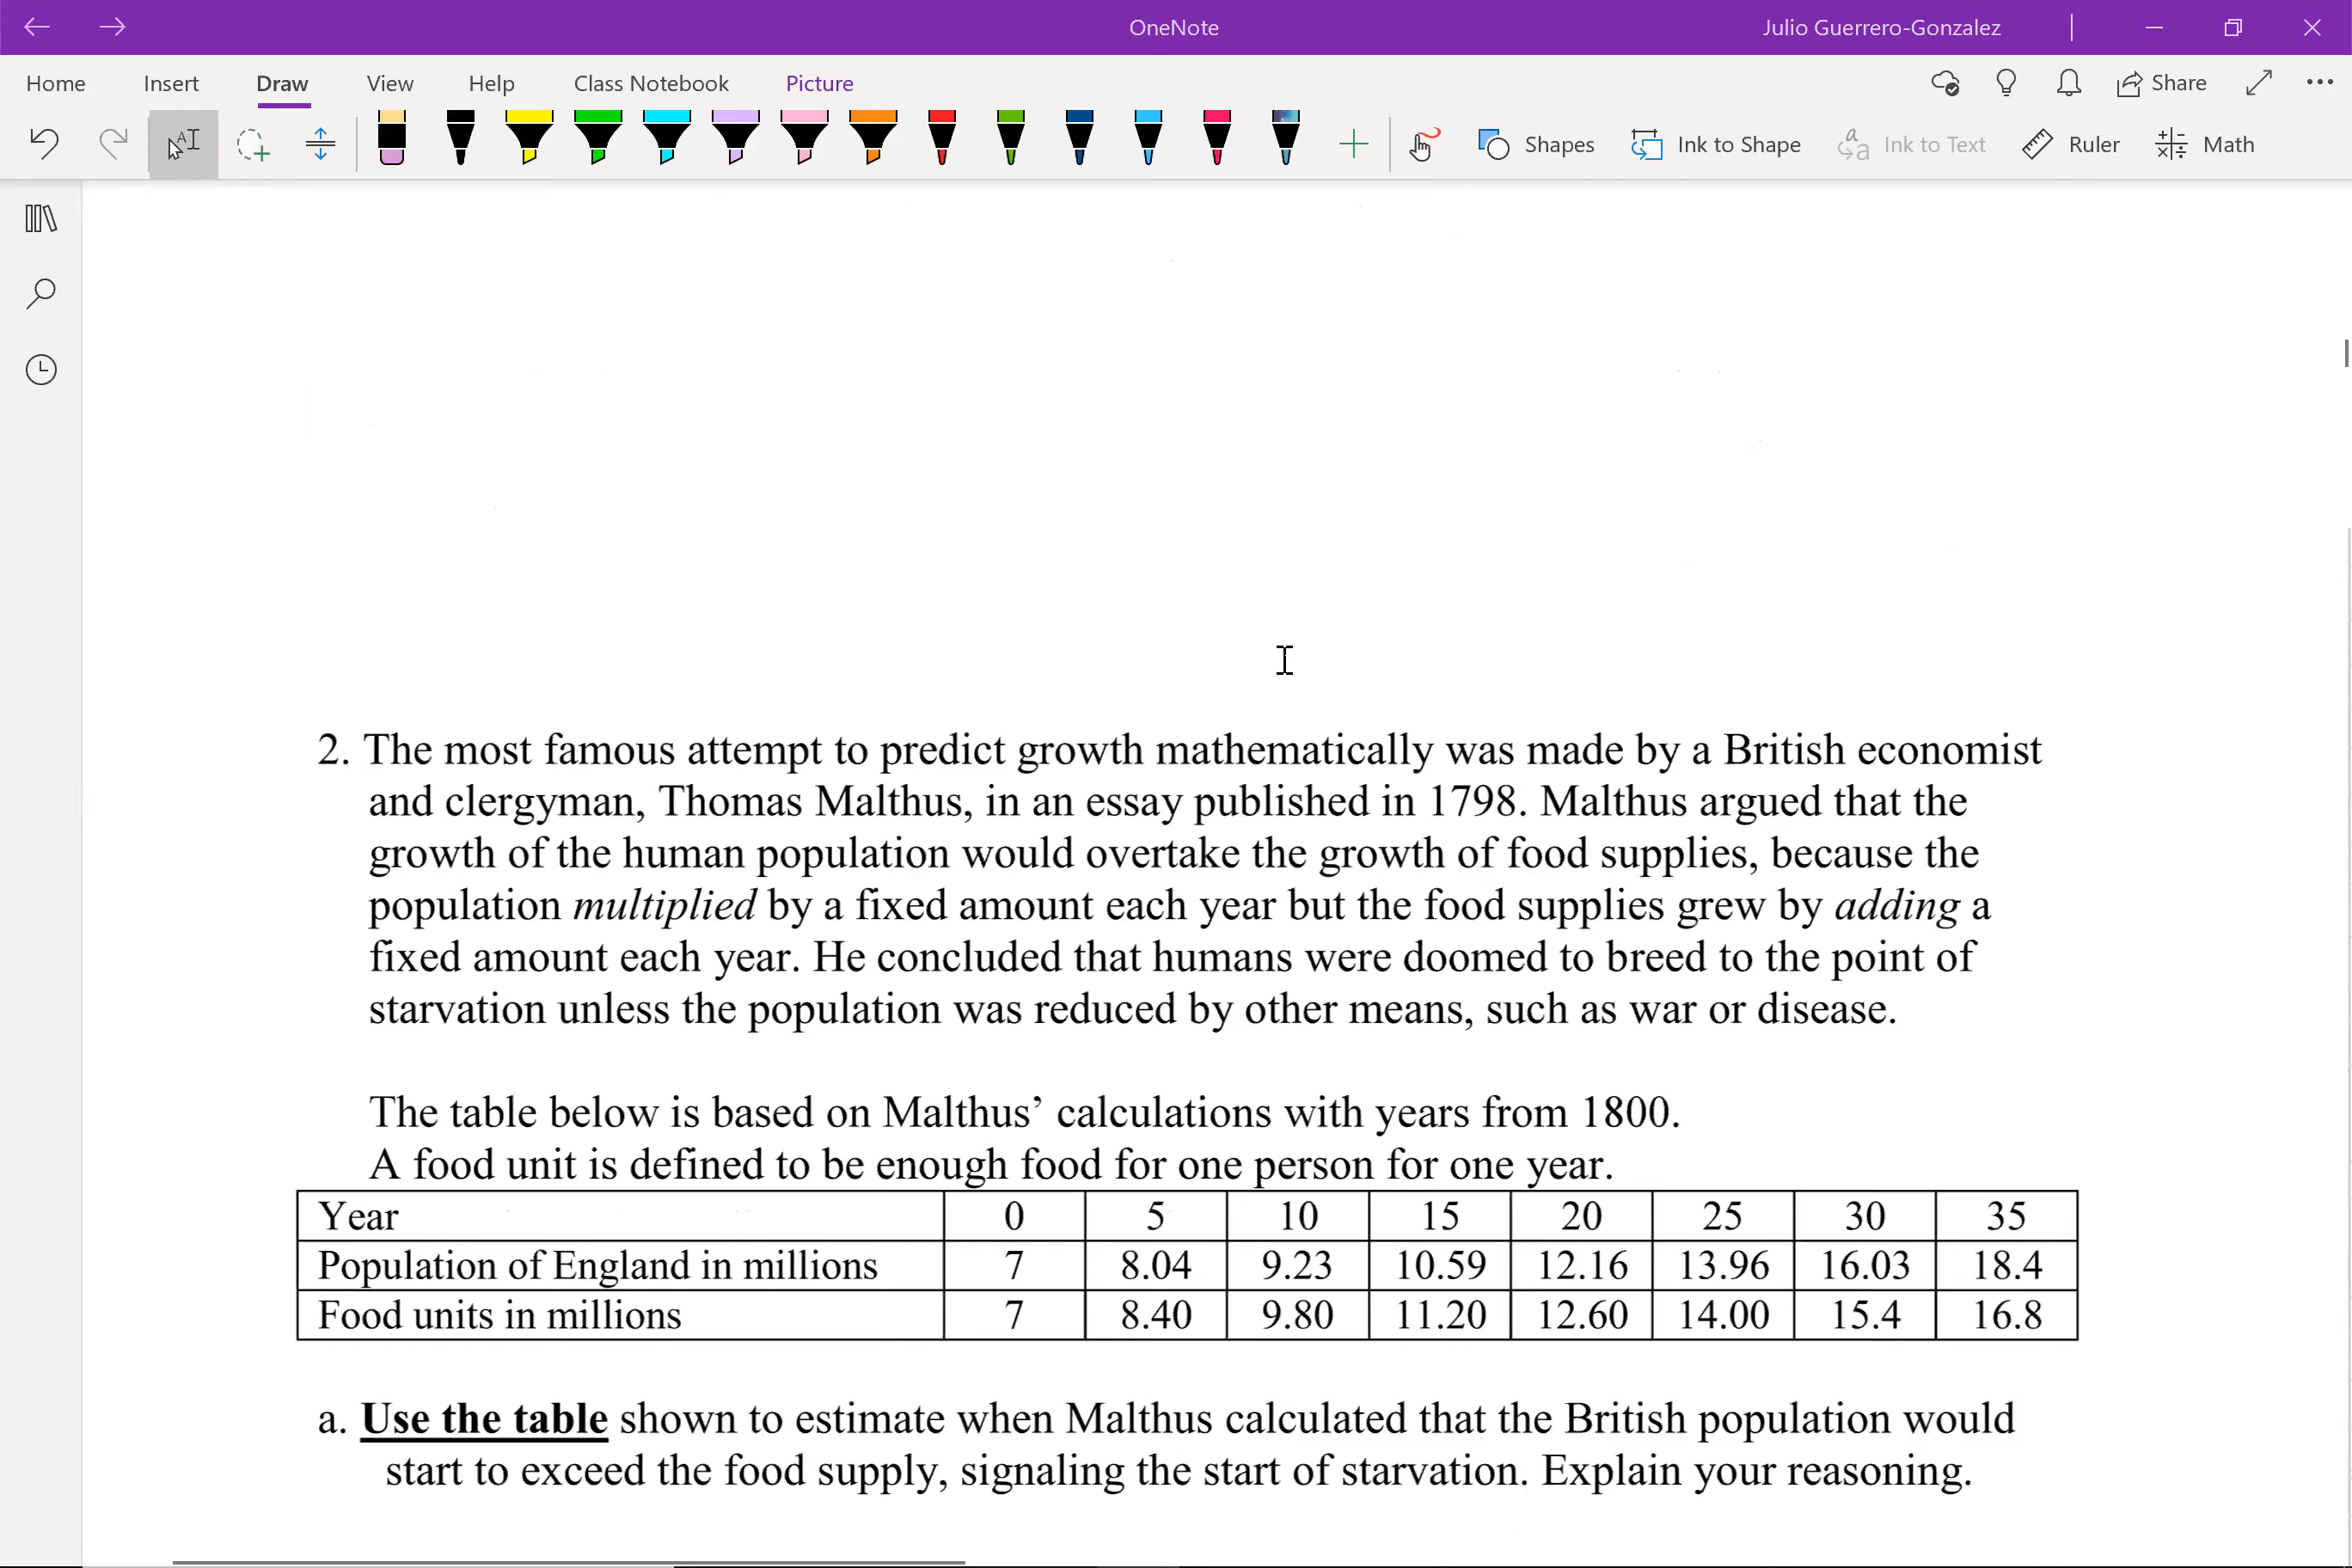 OneNote
Julio Guerrero-Gonzalez
Home Insert Draw View Help Class Notebook Picture Share
Shapes Ink to Shape Ink to Text Ruler Math
2. The most famous attempt to predict growth mathematically was made by a British economist
and clergyman, Thomas Malthus, in an essay published in 1798. Malthus argued that the
growth of the human population would overtake the growth of food supplies, because the
population multiplied by a fixed amount each year but the food supplies grew by adding a
fixed amount each year. He concluded that humans were doomed to breed to the point of
starvation unless the population was reduced by other means, such as war or disease.
The table below is based on Malthus’ calculations with years from 1800.
A food unit is defined to be enough food for one person for one year.
Year 0 5 10 15 20 25 30 35
Population of England in millions 7 8.04 9.23 10.59 12.16 13.96 16.03 18.4
Food units in millions 7 8.40 9.80 11.20 12.60 14.00 15.4 16.8
a. Use the table shown to estimate when Malthus calculated that the British population would
start to exceed the food supply, signaling the start of starvation. Explain your reasoning.